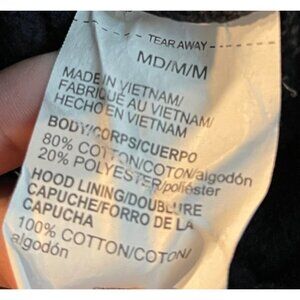 TEAR AWAY
MD/M/M
MADE IN VIETNAM/
FABRIQUÉ AU VIETNAM/
HECHO EN VIETNAM
BODY/CORPS/CUERPO
80% COTTON/COTON/algodón
20% POLYESTER/poliéster
HOOD LINING/DOUBLURE
CAPUCHE/FORRO DE LA
CAPUCHA
100% COTTON/COTON/
algodón